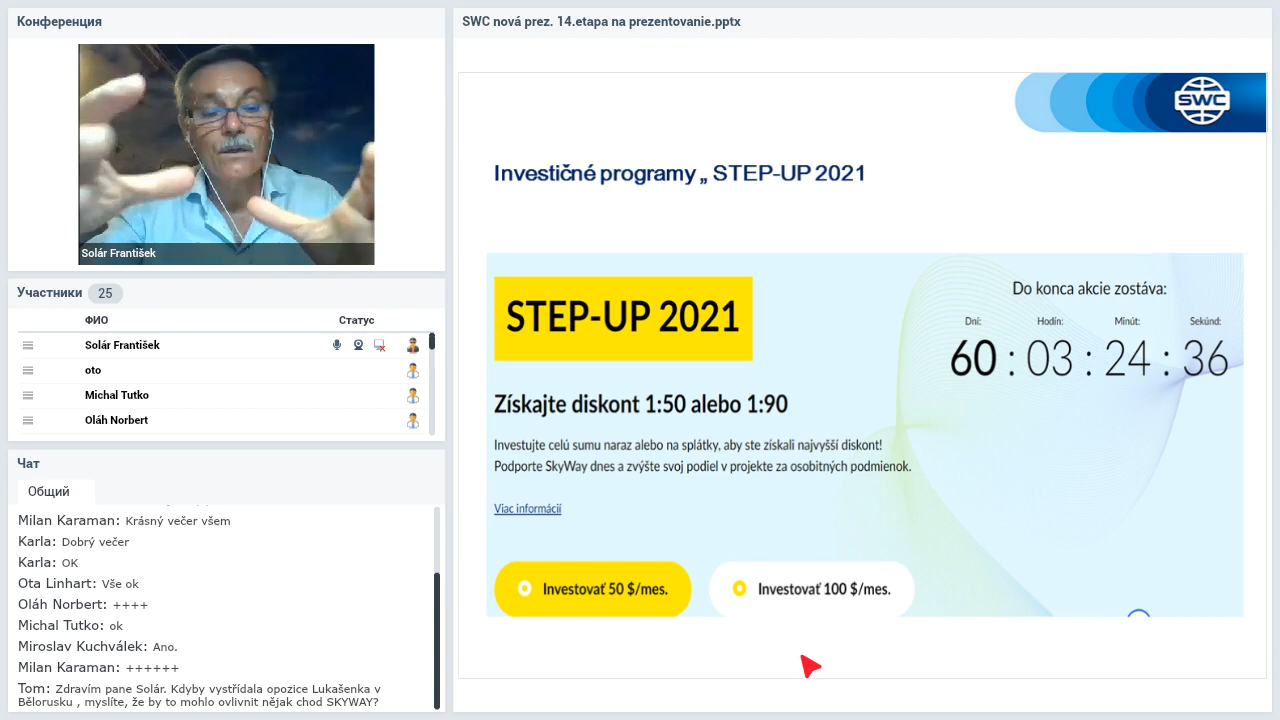 Конференция
Solár František
Участники 25
ФИО Статус
Solár František
oto
Michal Tutko
Oláh Norbert
Чат
Общий
Milan Karaman: Krásný večer všem
Karla: Dobrý večer
Karla: OK
Ota Linhart: Vše ok
Oláh Norbert: ++++
Michal Tutko: ok
Miroslav Kuchválek: Ano.
Milan Karaman: ++++++
Tom: Zdravím pane Solár. Kdyby vystřídala opozice Lukašenka v
Bělorusku , myslíte, že by to mohlo ovlivnit nějak chod SKYWAY?
SWC nová prez. 14.etapa na prezentovanie.pptx
SWC
Investičné programy „ STEP-UP 2021
STEP-UP 2021
Do konca akcie zostáva:
Dní: Hodín: Minút: Sekúnd:
60 : 03 : 24 : 36
Získajte diskont 1:50 alebo 1:90
Investujte celú sumu naraz alebo na splátky, aby ste získali najvyšší diskont!
Podporte SkyWay dnes a zvýšte svoj podiel v projekte za osobitných podmienok.
Viac informácií
Investovať 50 $/mes. Investovať 100 $/mes.